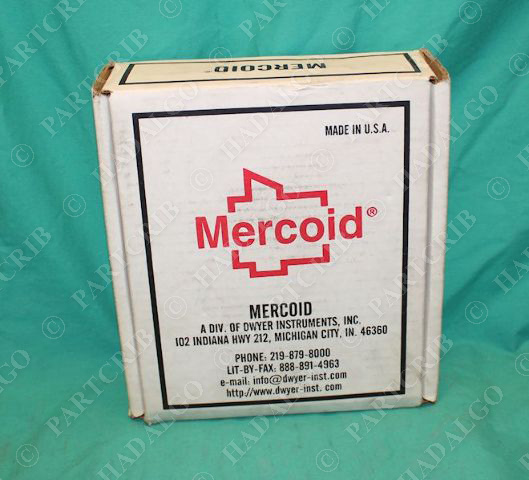 MERCOID®
MADE IN U.S.A.
Mercoid®
MERCOID
A DIV. OF DWYER INSTRUMENTS, INC.
102 INDIANA HWY 212, MICHIGAN CITY, IN. 46360
PHONE: 219-879-8000
LIT-BY-FAX: 888-891-4963
e-mail: info@dwyer-inst.com
http://www.dwyer-inst.com
© PARTCRIB
© HADALGO